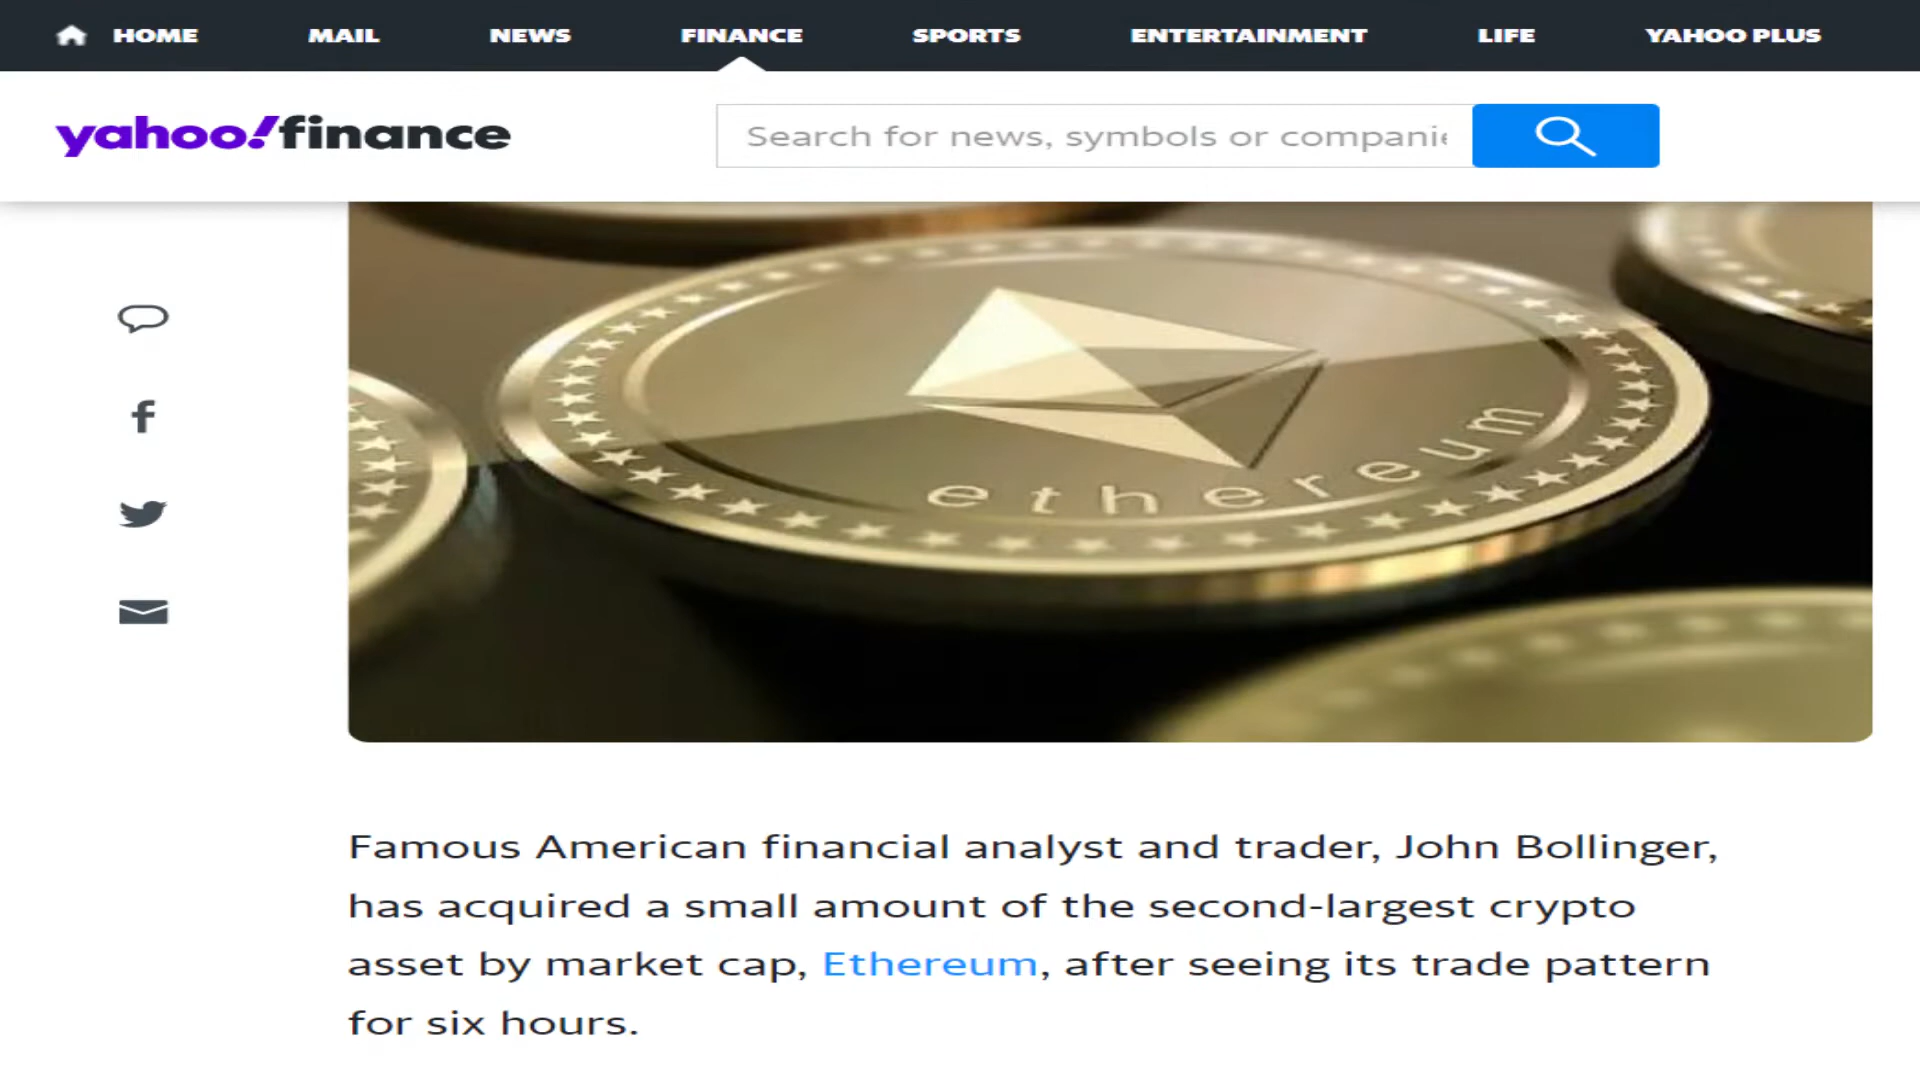 HOME MAIL NEWS FINANCE SPORTS ENTERTAINMENT LIFE YAHOO PLUS
yahoo!finance
Search for news, symbols or companie
ethereum
Famous American financial analyst and trader, John Bollinger,
has acquired a small amount of the second-largest crypto
asset by market cap, Ethereum, after seeing its trade pattern
for six hours.